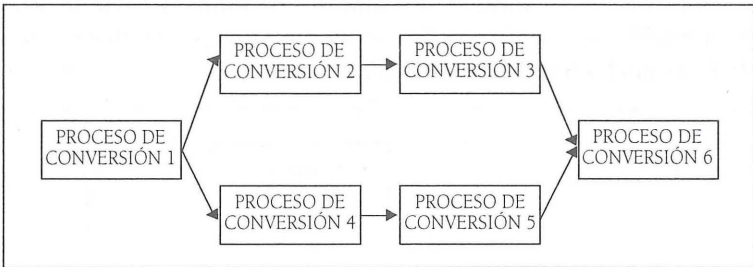 PROCESO DE
CONVERSIÓN 1
PROCESO DE
CONVERSIÓN 2
PROCESO DE
CONVERSIÓN 3
PROCESO DE
CONVERSIÓN 4
PROCESO DE
CONVERSIÓN 5
PROCESO DE
CONVERSIÓN 6